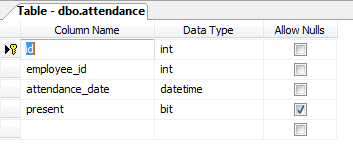 Table - dbo.attendance
Column Name Data Type Allow Nulls
id int
employee_id int
attendance_date datetime
present bit